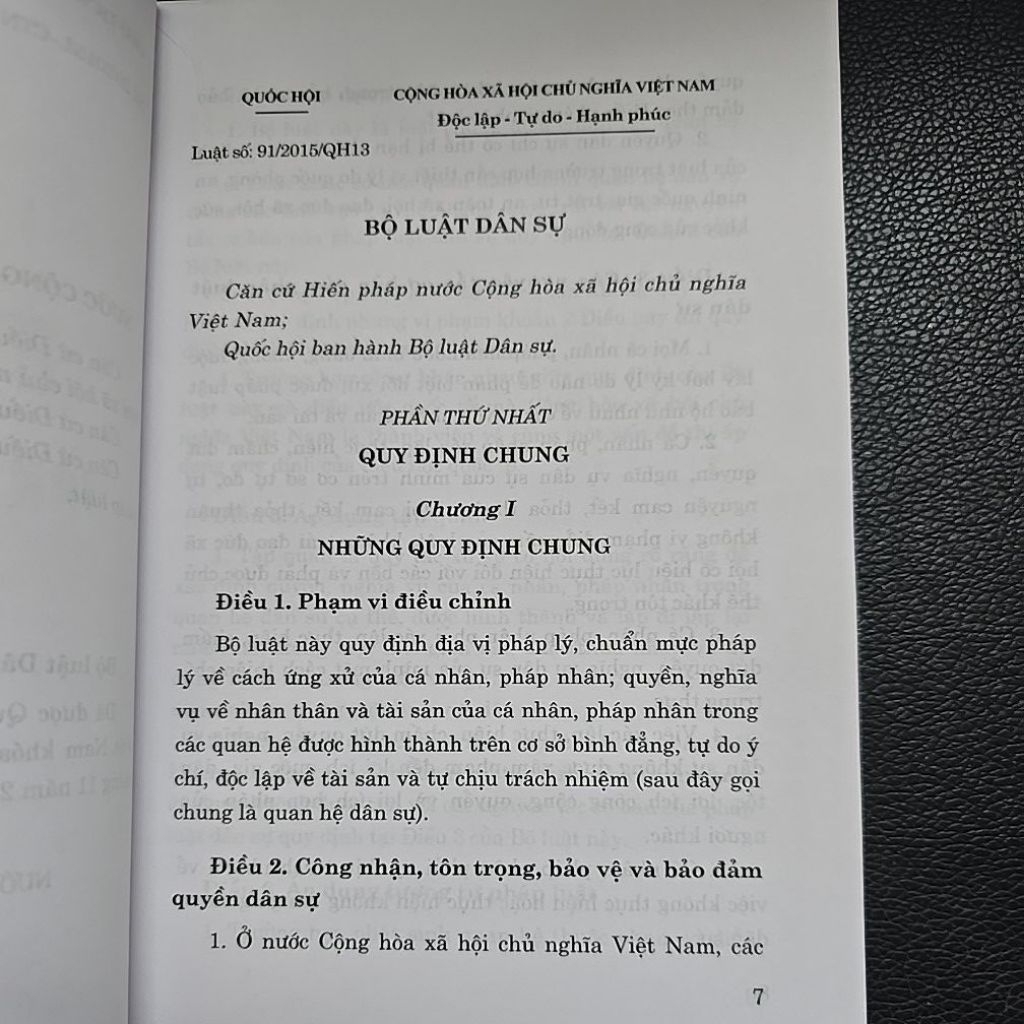 QUỐC HỘI
CỘNG HÒA XÃ HỘI CHỦ NGHĨA VIỆT NAM
Độc lập - Tự do - Hạnh phúc
Luật số: 91/2015/QH13
BỘ LUẬT DÂN SỰ
Căn cứ Hiến pháp nước Cộng hòa xã hội chủ nghĩa
Việt Nam;
Quốc hội ban hành Bộ luật Dân sự.
PHẦN THỨ NHẤT
QUY ĐỊNH CHUNG
Chương I
NHỮNG QUY ĐỊNH CHUNG
Điều 1. Phạm vi điều chỉnh
Bộ luật này quy định địa vị pháp lý, chuẩn mực pháp
lý về cách ứng xử của cá nhân, pháp nhân; quyền, nghĩa
vụ về nhân thân và tài sản của cá nhân, pháp nhân trong
các quan hệ được hình thành trên cơ sở bình đẳng, tự do ý
chí, độc lập về tài sản và tự chịu trách nhiệm (sau đây gọi
chung là quan hệ dân sự).
Điều 2. Công nhận, tôn trọng, bảo vệ và bảo đảm
quyền dân sự
1. Ở nước Cộng hòa xã hội chủ nghĩa Việt Nam, các
7